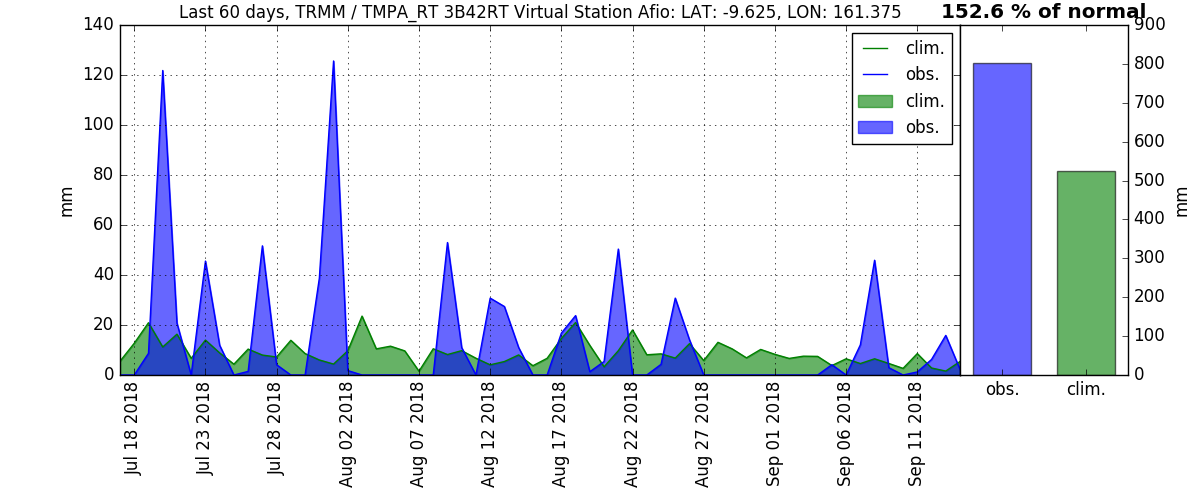 Last 60 days, TRMM / TMPA_RT 3B42RT Virtual Station Afio: LAT: -9.625, LON: 161.375
152.6 % of normal
mm
140
120
100
80
60
40
20
0
clim.
obs.
clim.
obs.
900
800
700
600
500
400
300
200
100
0
mm
Jul 18 2018
Jul 23 2018
Jul 28 2018
Aug 02 2018
Aug 07 2018
Aug 12 2018
Aug 17 2018
Aug 22 2018
Aug 27 2018
Sep 01 2018
Sep 06 2018
Sep 11 2018
obs.
clim.